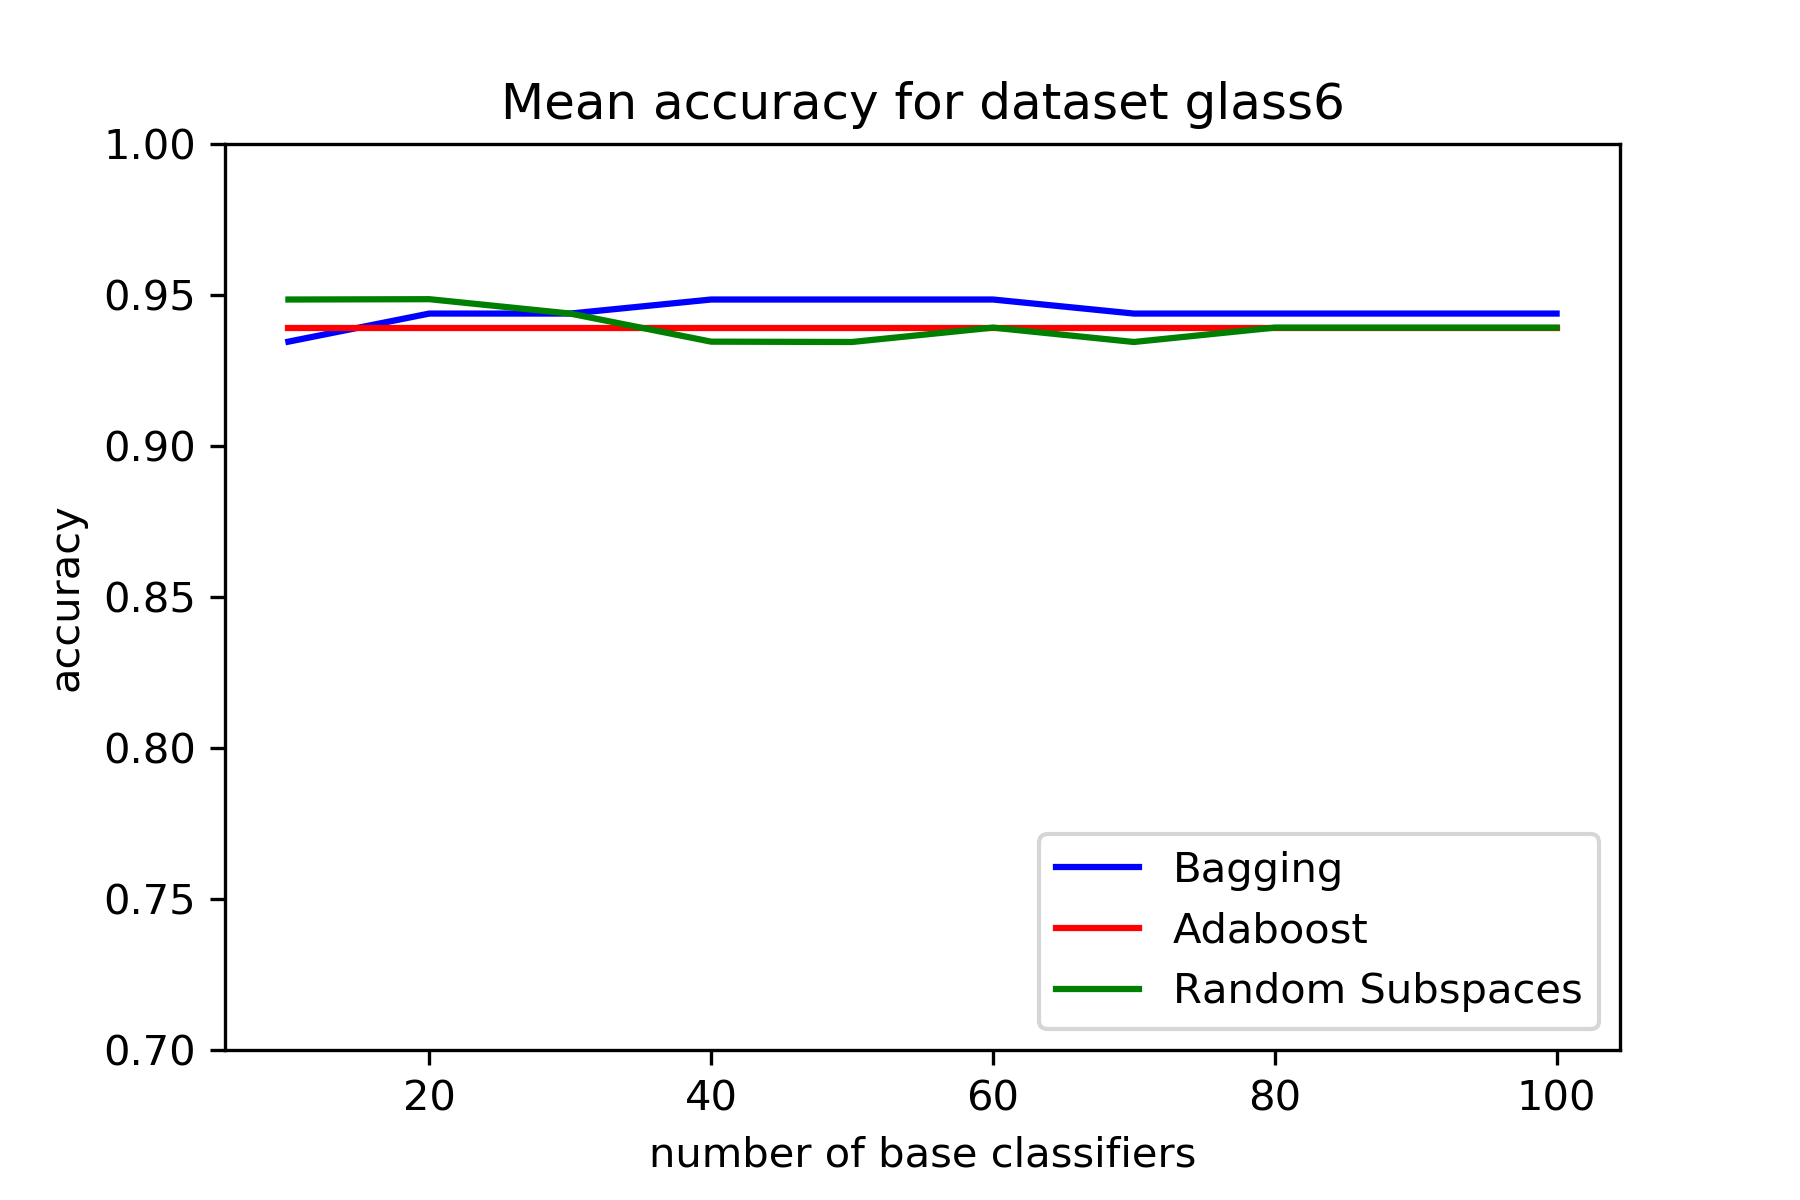 Mean accuracy for dataset glass6
1.00
0.95
0.90
0.85
0.80
0.75
0.70
accuracy
20
40
60
80
100
number of base classifiers
Bagging
Adaboost
Random Subspaces